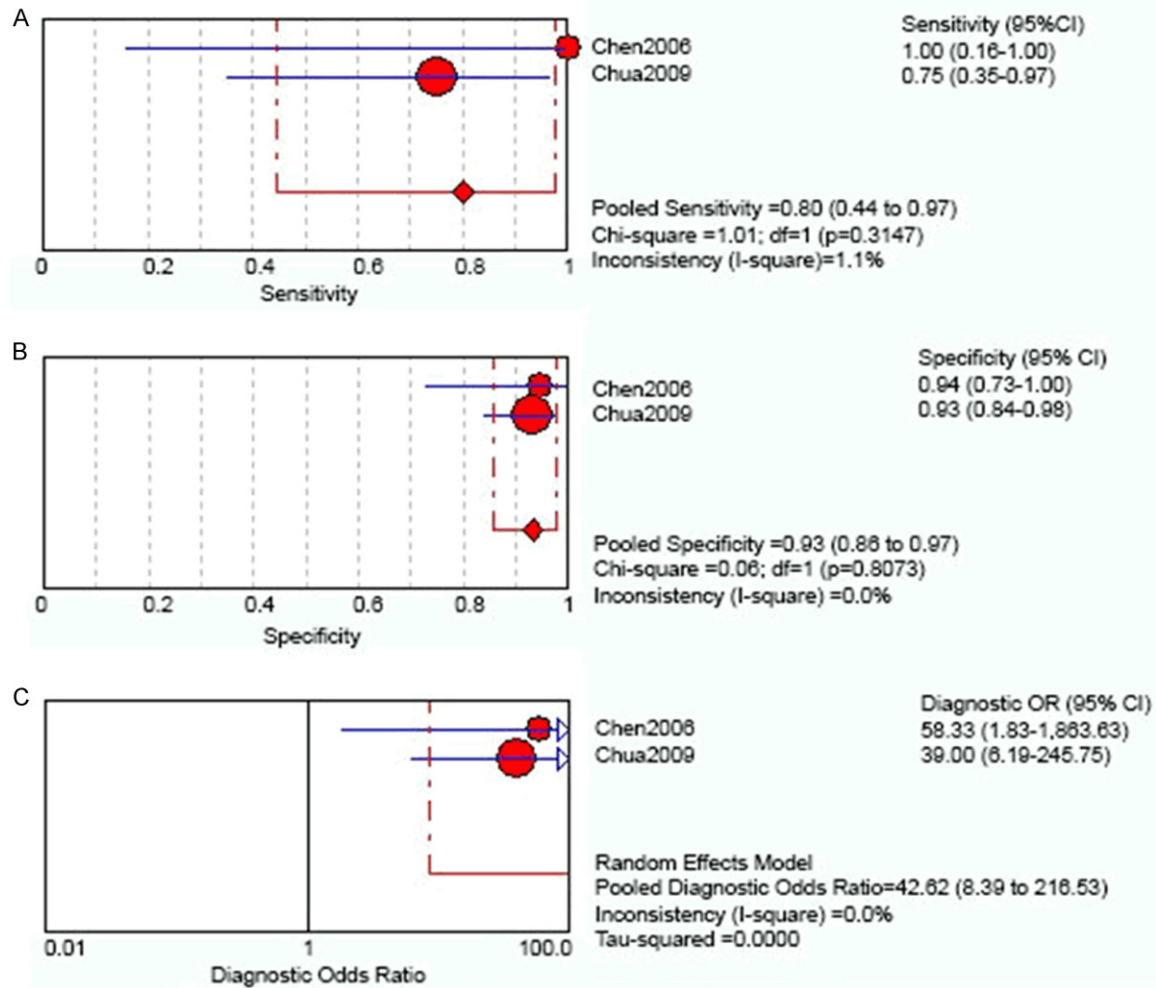 A
Sensitivity (95%CI)
Chen2006 1.00 (0.16-1.00)
Chua2009 0.75 (0.35-0.97)
Pooled Sensitivity =0.80 (0.44 to 0.97)
Chi-square =1.01; df=1 (p=0.3147)
Inconsistency (I-square)=1.1%
0 0.2 0.4 0.6 0.8 1
Sensitivity
B
Specificity (95% CI)
Chen2006 0.94 (0.73-1.00)
Chua2009 0.93 (0.84-0.98)
Pooled Specificity =0.93 (0.86 to 0.97)
Chi-square =0.06; df=1 (p=0.8073)
Inconsistency (I-square) =0.0%
0 0.2 0.4 0.6 0.8 1
Specificity
C
Diagnostic OR (95% CI)
Chen2006 58.33 (1.83-1,863.63)
Chua2009 39.00 (6.19-245.75)
Random Effects Model
Pooled Diagnostic Odds Ratio=42.62 (8.39 to 216.53)
Inconsistency (I-square) =0.0%
Tau-squared =0.0000
0.01 1 100.0
Diagnostic Odds Ratio